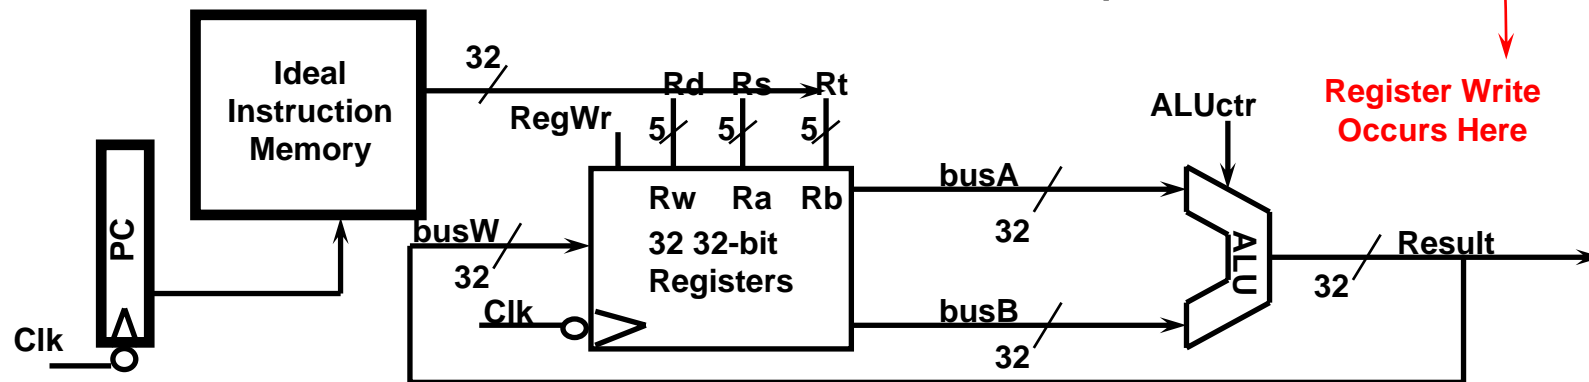 Ideal
Instruction
Memory
32
Rd Rs Rt
RegWr
5 5 5
ALUctr
Register Write
Occurs Here
PC
Clk
busW
32
Clk
Rw Ra Rb
32 32-bit
Registers
busA
32
busB
32
ALU
32
Result